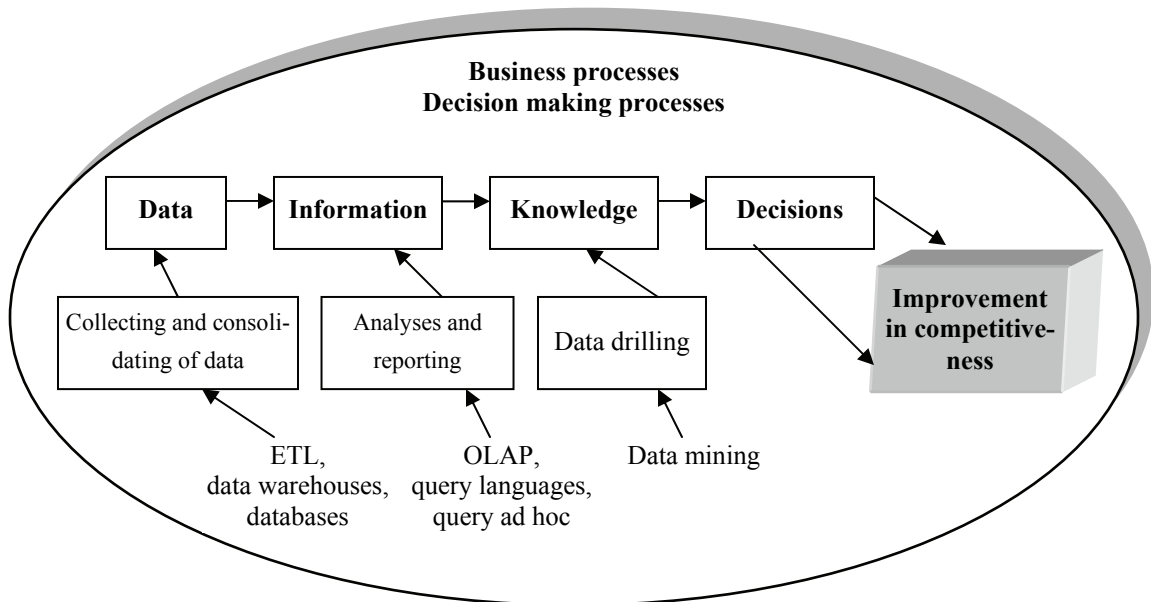 Business processes
Decision making processes
Data
Information
Knowledge
Decisions
Improvement
in competitive-
ness
Collecting and consoli-
dating of data
Analyses and
reporting
Data drilling
ETL,
data warehouses,
databases
OLAP,
query languages,
query ad hoc
Data mining